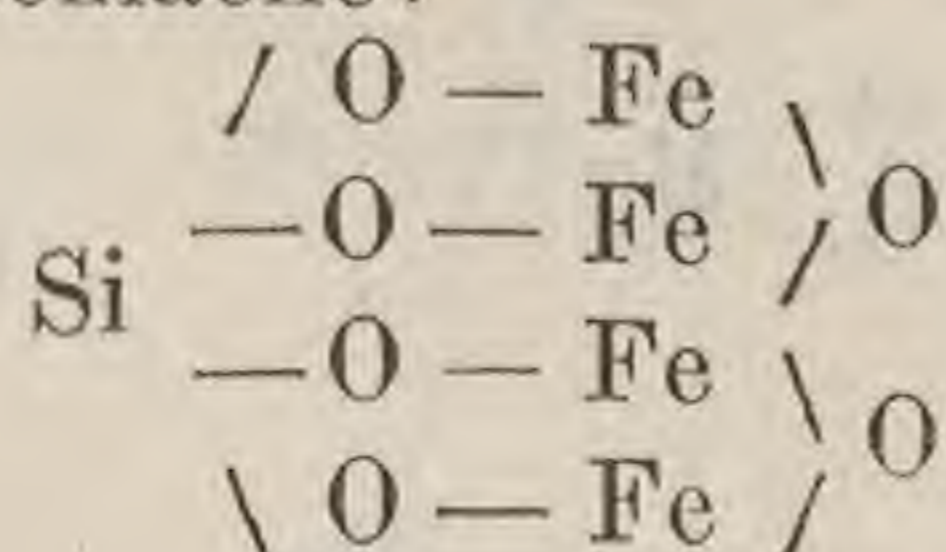 / O — Fe \
— O — Fe / O
Si
— O — Fe \ O
\ O — Fe /